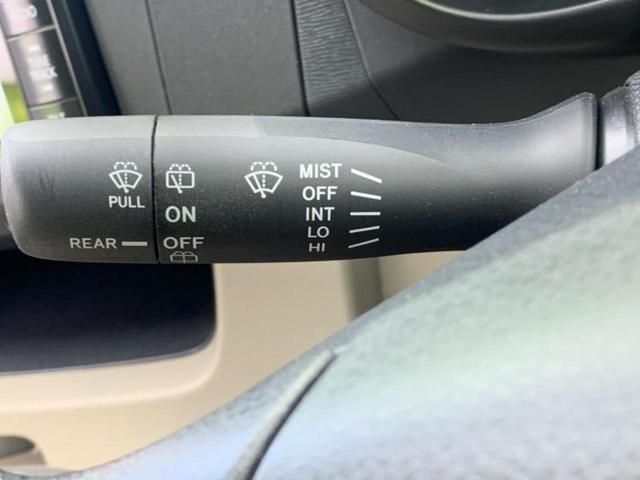 MIST
OFF
INT
LO
HI
PULL
ON
REAR OFF